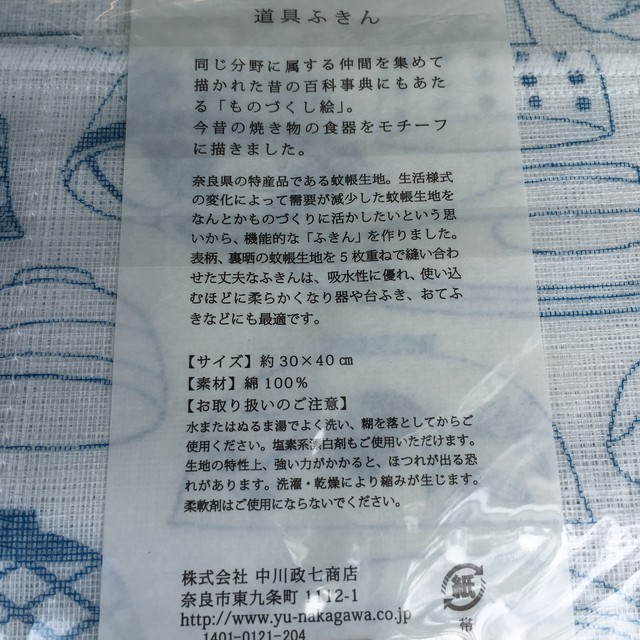 道具ふきん
同じ分野に属する仲間を集めて
描かれた昔の百科事典にもあた
る「ものづくし絵」。
今昔の焼き物の食器をモチーフ
に描きました。
奈良県の特産品である蚊帳生地。生活様式
の変化によって需要が減少した蚊帳生地を
なんとかものづくりに活かしたいという思
いから、機能的な「ふきん」を作りました。
表柄、裏晒の蚊帳生地を5枚重ねで縫い合わ
せた丈夫なふきんは、吸水性に優れ、使い込
むほどに柔らかくなり器や台ふき、おてふ
きなどにも最適です。
【サイズ】約30×40㎝
【素材】綿100%
【お取り扱いのご注意】
水またはぬるま湯でよく洗い、糊を落としてからご
使用ください。塩素系漂白剤もご使用いただけます。
生地の特性上、強い力がかかると、ほつれが出る恐
れがあります。洗濯・乾燥により縮みが生じます。
柔軟剤はご使用にならないでください。
株式会社 中川政七商店
奈良市東九条町1112-1
http://www.yu-nakagawa.co.jp
1401-0121-204
紙
帯